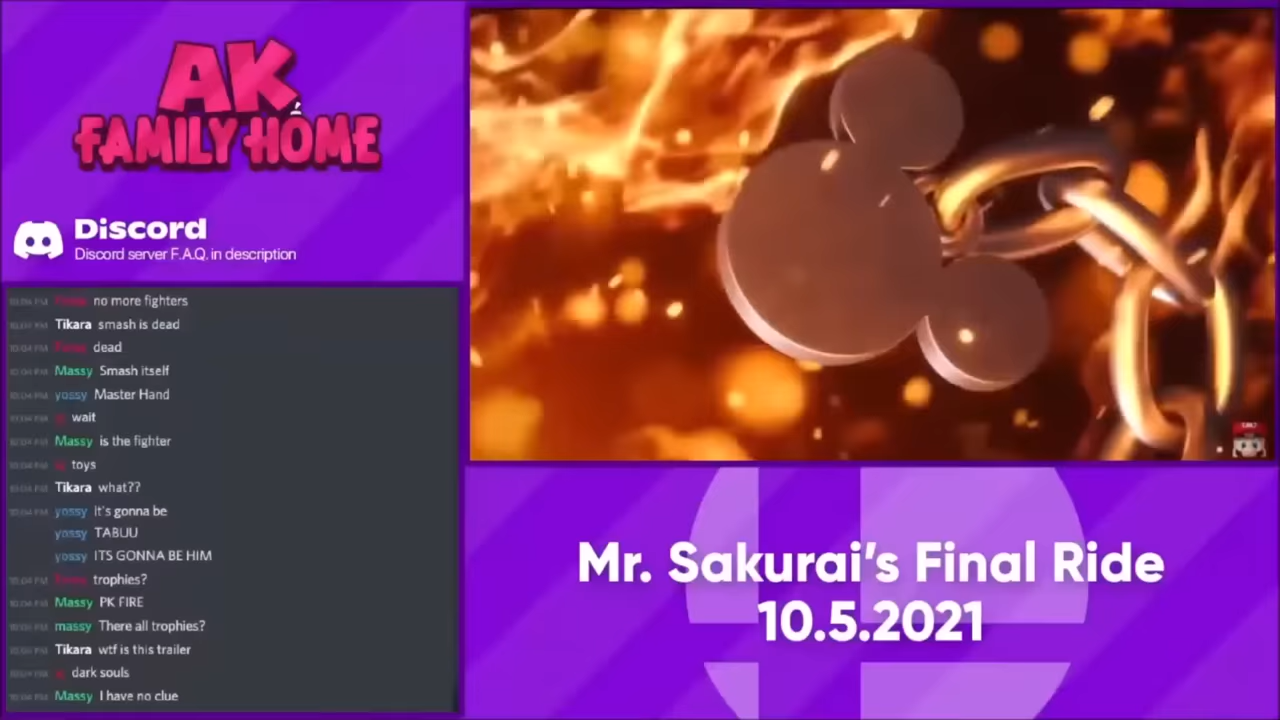 AK
FAMILY HOME
Discord
Discord server F.A.Q. in description
no more fighters
Tikara smash is dead
dead
Massy Smash itself
yossy Master Hand
wait
Massy is the fighter
toys
Tikara what??
yossy It's gonna be
yossy TABUU
yossy ITS GONNA BE HIM
trophies?
Massy PK FIRE
massy There all trophies?
Tikara wtf is this trailer
dark souls
Massy I have no clue
Mr. Sakurai's Final Ride
10.5.2021